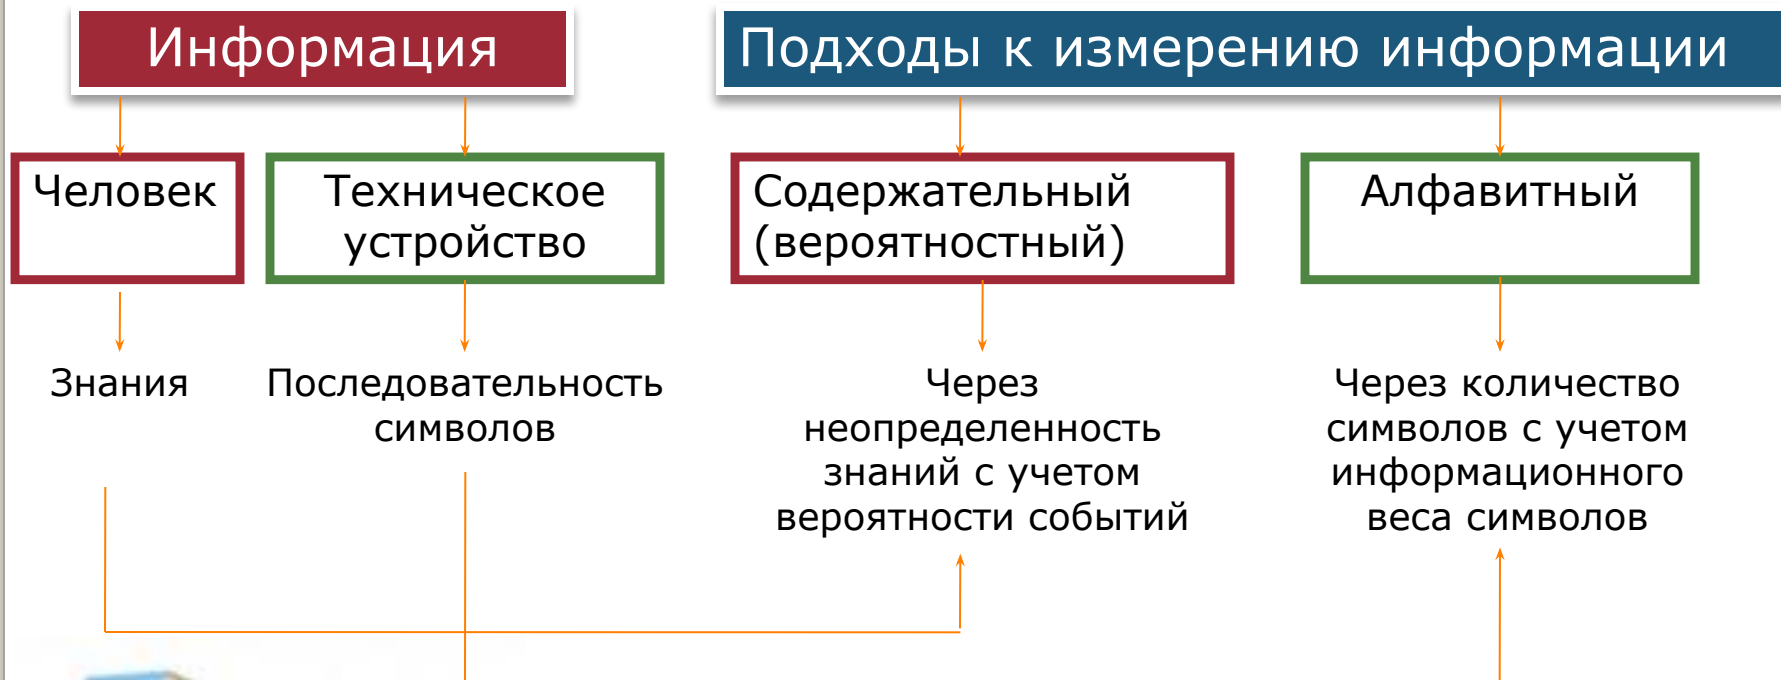 Информация
Подходы к измерению информации
Человек
Техническое
устройство
Содержательный
(вероятностный)
Алфавитный
Знания
Последовательность
символов
Через
неопределенность
знаний с учетом
вероятности событий
Через количество
символов с учетом
информационного
веса символов